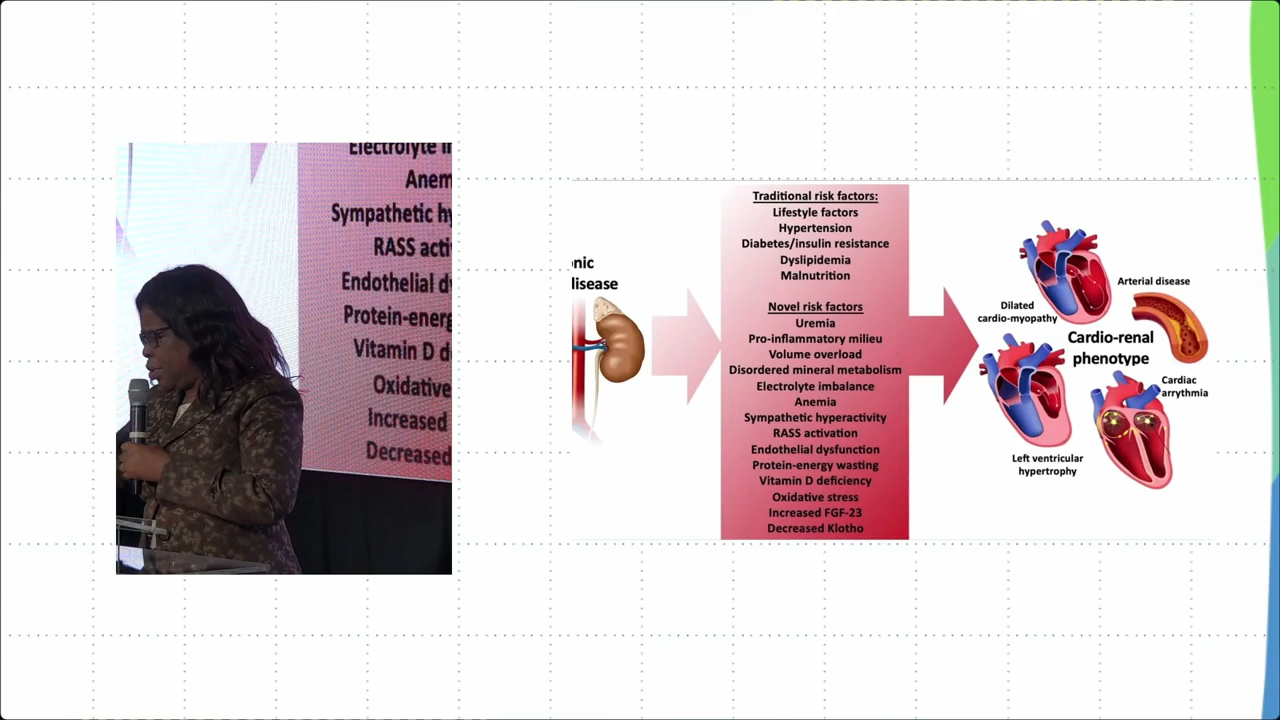 Electrolyte
Anem
Sympathetic hy
RASS acti
Endothelial d
Protein-energ
Vitamin D d
Oxidative
Increased
Decreased
nic
isease
Traditional risk factors:
Lifestyle factors
Hypertension
Diabetes/insulin resistance
Dyslipidemia
Malnutrition
Novel risk factors
Uremia
Pro-inflammatory milieu
Volume overload
Disordered mineral metabolism
Electrolyte imbalance
Anemia
Sympathetic hyperactivity
RASS activation
Endothelial dysfunction
Protein-energy wasting
Vitamin D deficiency
Oxidative stress
Increased FGF-23
Decreased Klotho
Dilated
cardio-myopathy
Arterial disease
Cardio-renal
phenotype
Cardiac
arrythmia
Left ventricular
hypertrophy